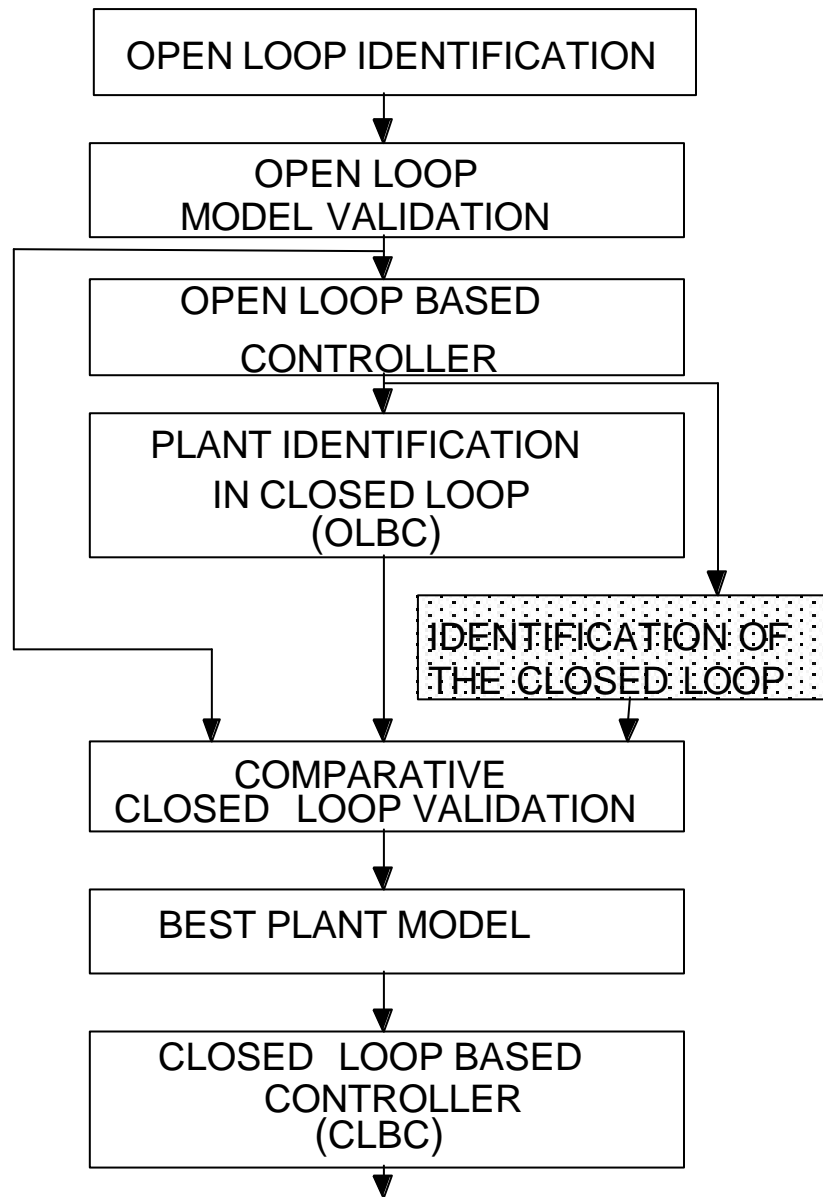 OPEN LOOP IDENTIFICATION
OPEN LOOP
MODEL VALIDATION
OPEN LOOP BASED
CONTROLLER
PLANT IDENTIFICATION
IN CLOSED LOOP
(OLBC)
IDENTIFICATION OF
THE CLOSED LOOP
COMPARATIVE
CLOSED LOOP VALIDATION
BEST PLANT MODEL
CLOSED LOOP BASED
CONTROLLER
(CLBC)